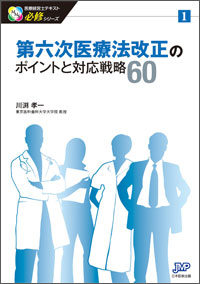 医療経営士テキスト
必修シリーズ
1
第六次医療法改正の
ポイントと対応戦略60
川渕 孝一
東京医科歯科大学大学院 教授
JMP
日本医療企画